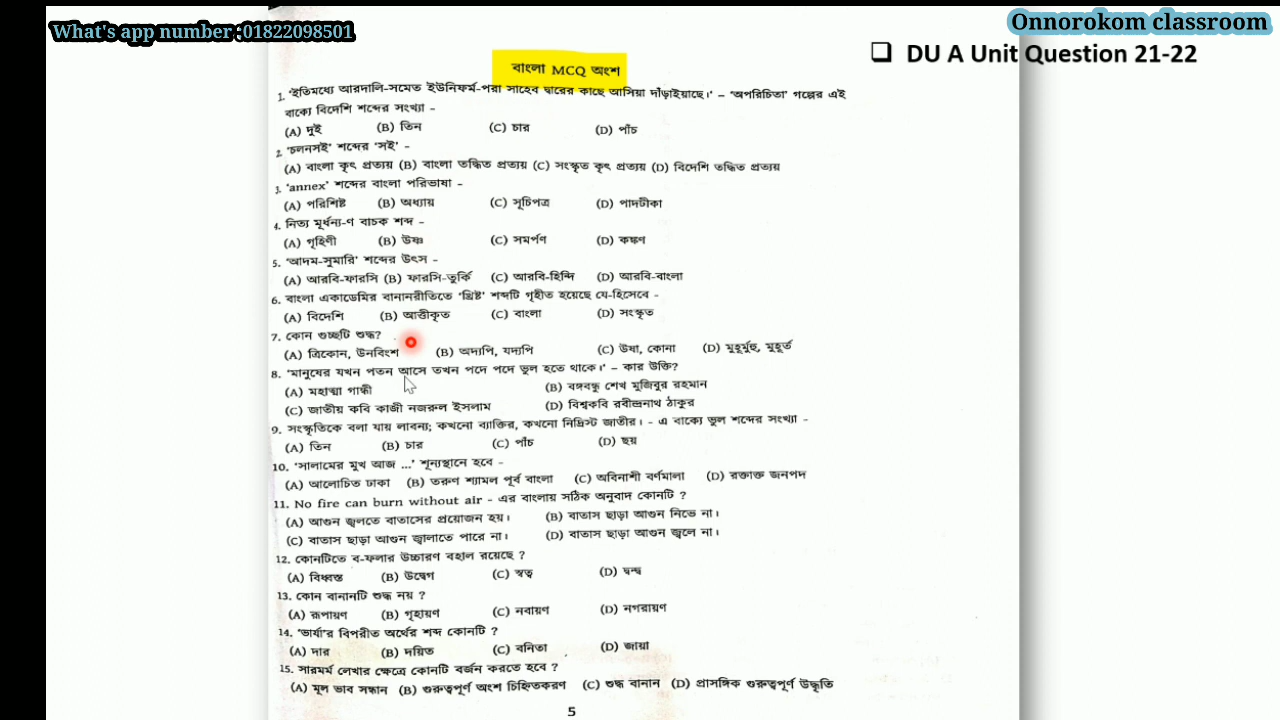 What's app number :01822098501
Onnorokom classroom
❑ DU A Unit Question 21-22
বাংলা MCQ অংশ
1. ‘ইতিমধ্যে আরদালি-সমেত ইউনিফর্ম-পরা সাহেব দ্বারের কাছে আসিয়া দাঁড়াইয়াছে।’ – ‘অপরিচিতা’ গল্পের এই
বাক্যে বিদেশি শব্দের সংখ্যা –
(A) দুই (B) তিন (C) চার (D) পাঁচ
2. ‘চলনসই’ শব্দের ‘সই’ –
(A) বাংলা কৃৎ প্রত্যয় (B) বাংলা তদ্ধিত প্রত্যয় (C) সংস্কৃত কৃৎ প্রত্যয় (D) বিদেশি তদ্ধিত প্রত্যয়
3. ‘annex’ শব্দের বাংলা পরিভাষা –
(A) পরিশিষ্ট (B) অধ্যায় (C) সূচিপত্র (D) পাদটীকা
4. নিত্য মূর্ধন্য-ণ বাচক শব্দ –
(A) গৃহিণী (B) উষ্ণ (C) সমর্পণ (D) কঙ্কণ
5. ‘আদম-সুমারি’ শব্দের উৎস –
(A) আরবি-ফারসি (B) ফারসি-তুর্কি (C) আরবি-হিন্দি (D) আরবি-বাংলা
6. বাংলা একাডেমির বানানরীতিতে ‘খ্রিষ্ট’ শব্দটি গৃহীত হয়েছে যে-হিসেবে –
(A) বিদেশি (B) আত্তীকৃত (C) বাংলা (D) সংস্কৃত
7. কোন গুচ্ছটি শুদ্ধ?
(A) ত্রিকোন, উনবিংশ (B) অদ্যপি, যদ্যপি (C) উষা, কোনা (D) মুহূর্মুহু, মুহূর্ত
8. ‘মানুষের যখন পতন আসে তখন পদে পদে ভুল হতে থাকে।’ – কার উক্তি?
(A) মহাত্মা গান্ধী (B) বঙ্গবন্ধু শেখ মুজিবুর রহমান
(C) জাতীয় কবি কাজী নজরুল ইসলাম (D) বিশ্বকবি রবীন্দ্রনাথ ঠাকুর
9. সংস্কৃতিকে বলা যায় লাবন্য; কখনো ব্যাক্তির, কখনো নিদ্রিস্ট জাতীর। - এ বাক্যে ভুল শব্দের সংখ্যা –
(A) তিন (B) চার (C) পাঁচ (D) ছয়
10. ‘সালামের মুখ আজ ...’ শূন্যস্থানে হবে –
(A) আলোচিত ঢাকা (B) তরুণ শ্যামল পূর্ব বাংলা (C) অবিনাশী বর্ণমালা (D) রক্তাক্ত জনপদ
11. No fire can burn without air – এর বাংলায় সঠিক অনুবাদ কোনটি ?
(A) আগুন জ্বলতে বাতাসের প্রয়োজন হয়। (B) বাতাস ছাড়া আগুন নিভে না।
(C) বাতাস ছাড়া আগুন জ্বালাতে পারে না। (D) বাতাস ছাড়া আগুন জ্বলে না।
12. কোনটিতে ব-ফলার উচ্চারণ বহাল রয়েছে ?
(A) বিধ্বস্ত (B) উদ্বেগ (C) স্বত্ব (D) দ্বন্দ্ব
13. কোন বানানটি শুদ্ধ নয় ?
(A) রূপায়ণ (B) গৃহায়ণ (C) নবায়ণ (D) নগরায়ণ
14. ‘ভার্যা’র বিপরীত অর্থের শব্দ কোনটি ?
(A) দার (B) দয়িত (C) বনিতা (D) জায়া
15. সারমর্ম লেখার ক্ষেত্রে কোনটি বর্জন করতে হবে ?
(A) মূল ভাব সন্ধান (B) গুরুত্বপূর্ণ অংশ চিহ্নিতকরণ (C) শুদ্ধ বানান (D) প্রাসঙ্গিক গুরুত্বপূর্ণ উদ্ধৃতি
5